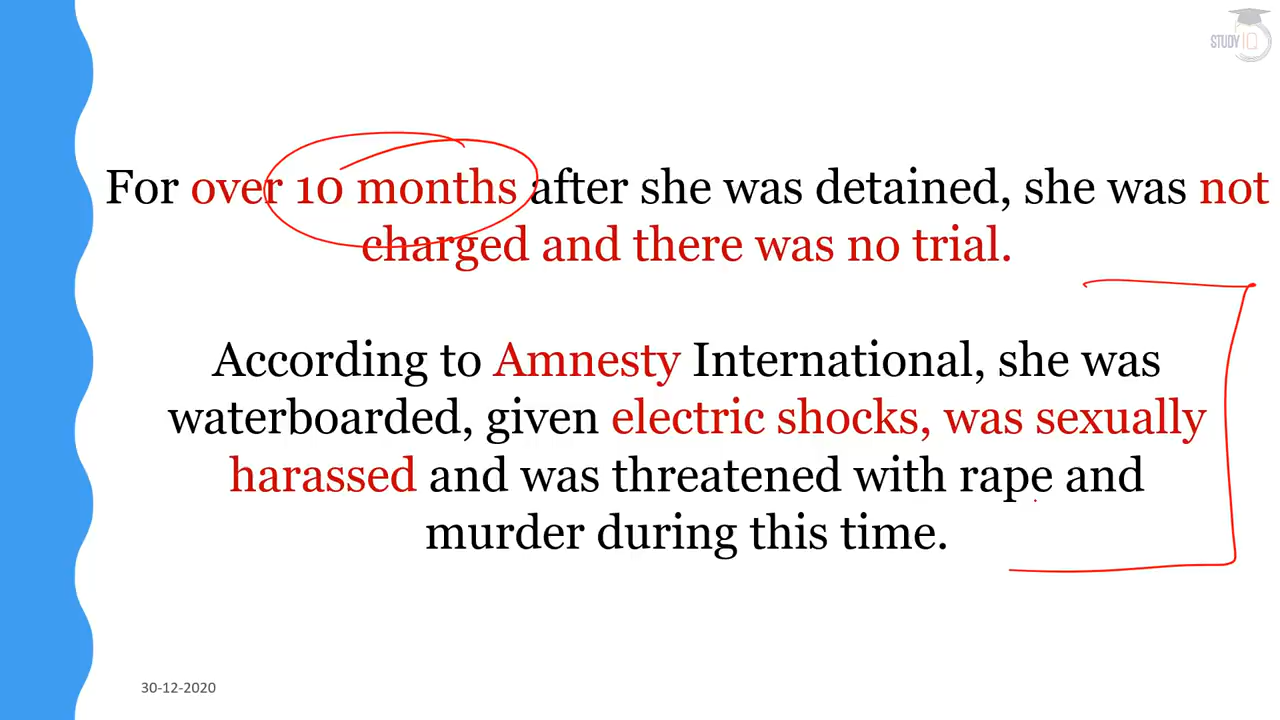 STUDY IQ
For over 10 months after she was detained, she was not
charged and there was no trial.
According to Amnesty International, she was
waterboarded, given electric shocks, was sexually
harassed and was threatened with rape and
murder during this time.
30-12-2020